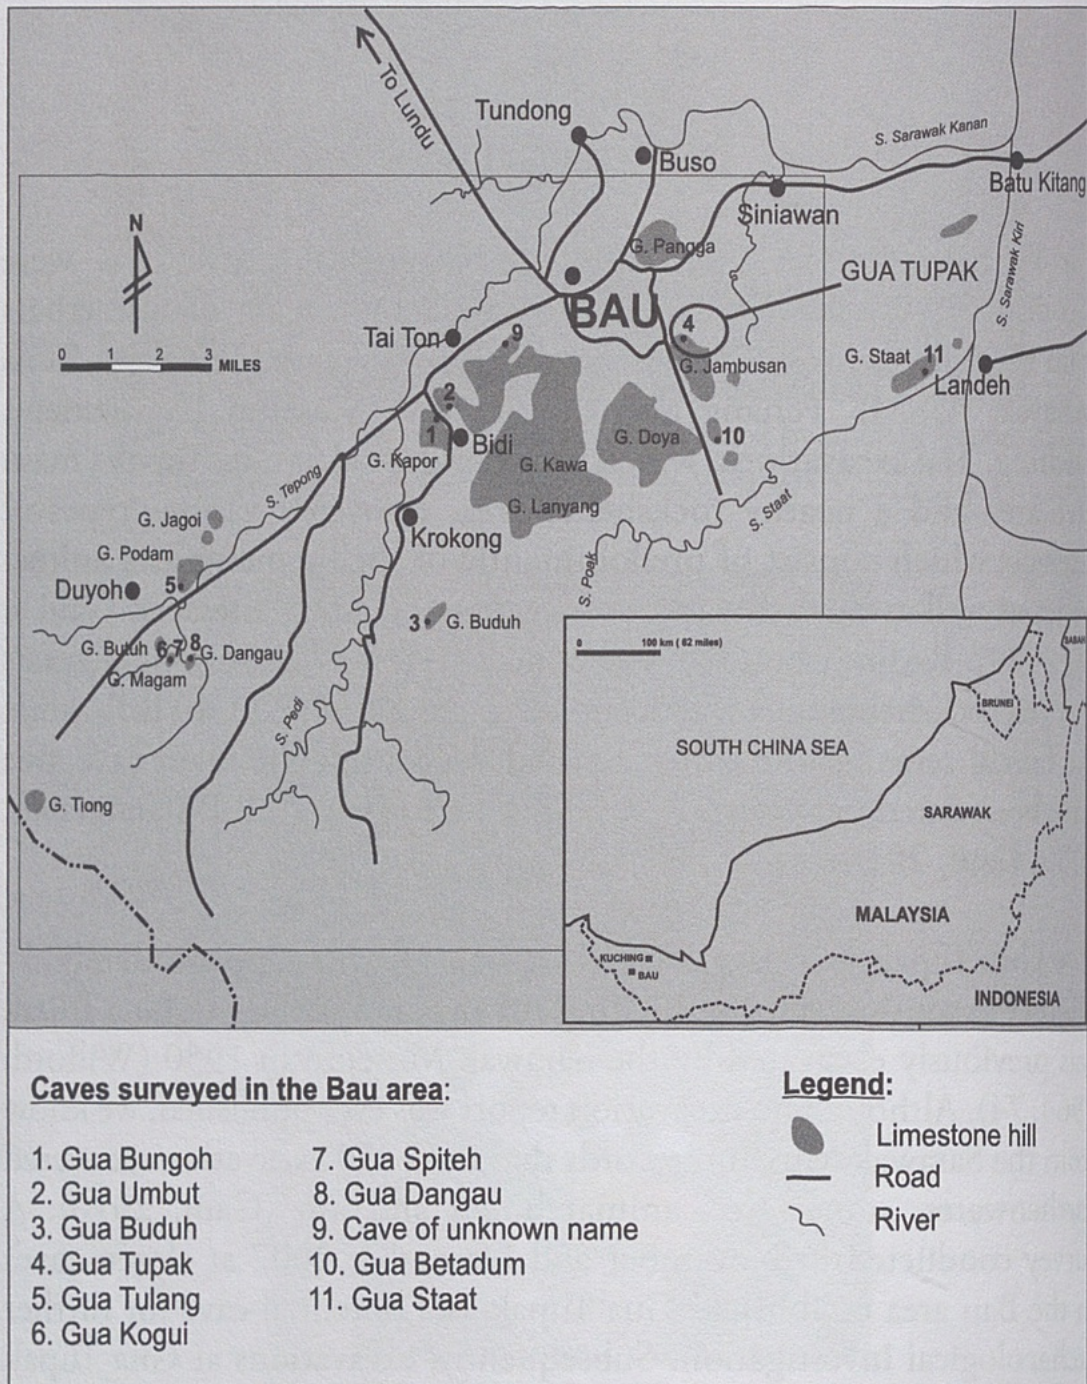 To Lundu
Tundong
Buso
S. Sarawak Kanan
Batu Kitang
Siniawan
N
G. Pangga
GUA TUPAK
S. Sarawak Kiri
BAU
Tai Ton
9
4
0 1 2 3 MILES
G. Jambusan
G. Staat
11
Landeh
2
1
Bidi
G. Doya
10
G. Kapor
G. Kawa
S. Tepong
G. Lanyang
S. Staat
G. Jagoi
Krokong
G. Podam
S. Poak
Duyoh
5
3
G. Buduh
G. Butuh
6
7
8
G. Dangau
G. Magam
S. Pedi
G. Tiong
0 100 km ( 62 miles)
SABAH
BRUNEI
SOUTH CHINA SEA
SARAWAK
MALAYSIA
KUCHING
BAU
INDONESIA
Caves surveyed in the Bau area:
1. Gua Bungoh
2. Gua Umbut
3. Gua Buduh
4. Gua Tupak
5. Gua Tulang
6. Gua Kogui
7. Gua Spiteh
8. Gua Dangau
9. Cave of unknown name
10. Gua Betadum
11. Gua Staat
Legend:
Limestone hill
Road
River